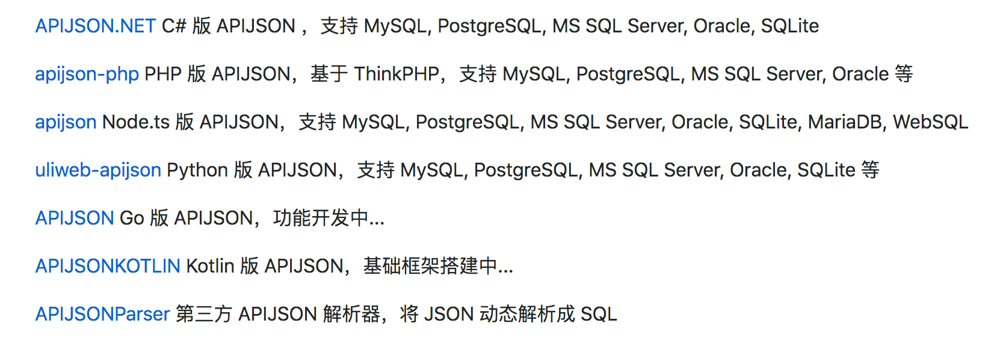 APIJSON.NET C# 版 APIJSON ，支持 MySQL, PostgreSQL, MS SQL Server, Oracle, SQLite
apijson-php PHP 版 APIJSON，基于 ThinkPHP，支持 MySQL, PostgreSQL, MS SQL Server, Oracle 等
apijson Node.ts 版 APIJSON，支持 MySQL, PostgreSQL, MS SQL Server, Oracle, SQLite, MariaDB, WebSQL
uliweb-apijson Python 版 APIJSON，支持 MySQL, PostgreSQL, MS SQL Server, Oracle, SQLite 等
APIJSON Go 版 APIJSON，功能开发中...
APIJSONKOTLIN Kotlin 版 APIJSON，基础框架搭建中...
APIJSONParser 第三方 APIJSON 解析器，将 JSON 动态解析成 SQL